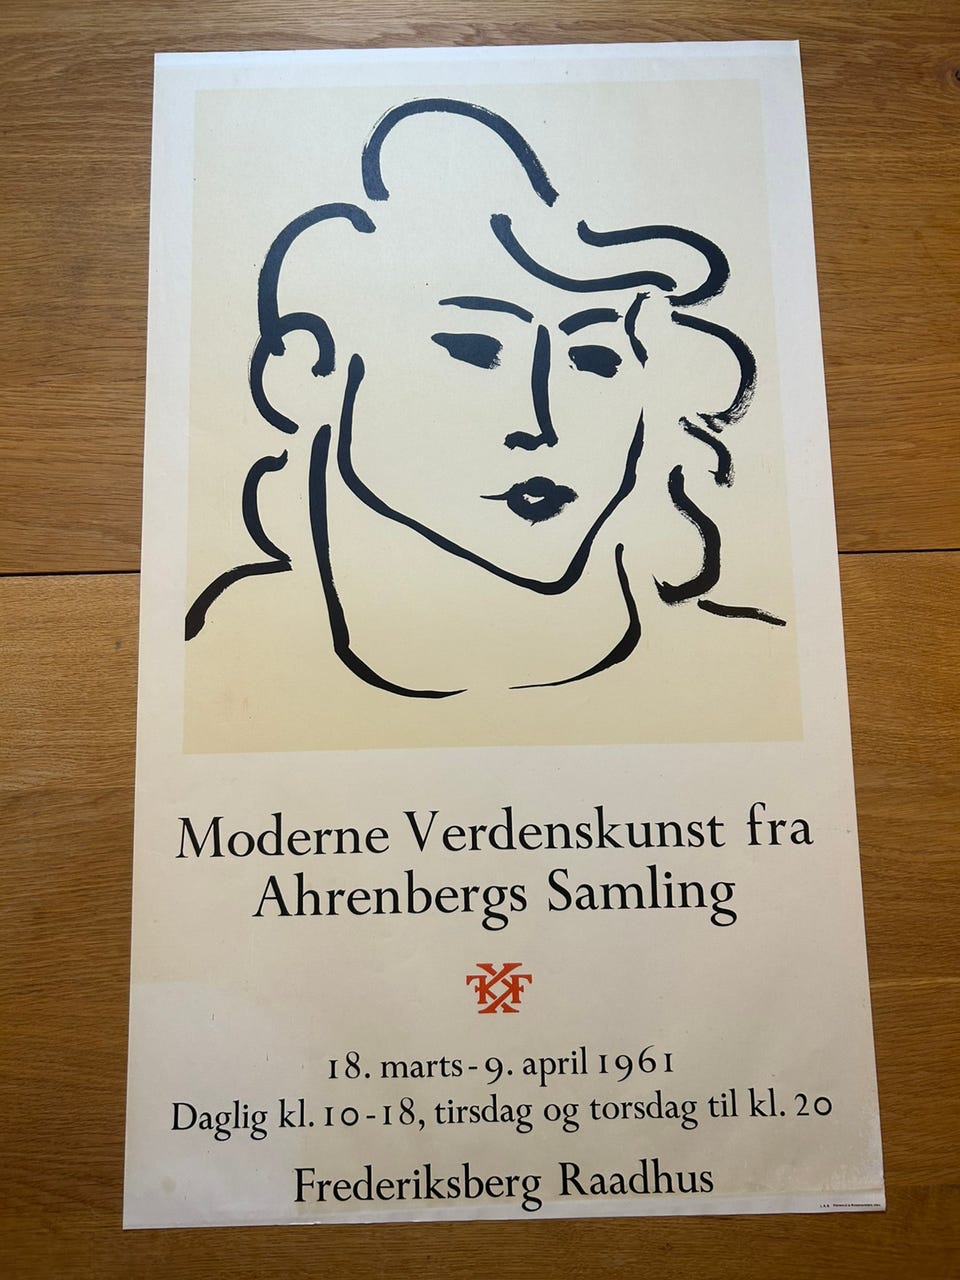 Moderne Verdenskunst fra
Ahrenbergs Samling
18. marts - 9. april 1961
Daglig kl. 10-18, tirsdag og torsdag til kl. 20
Frederiksberg Raadhus